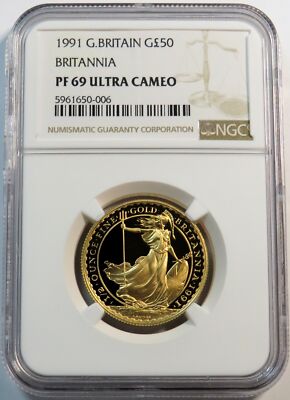 1991 G.BRITAIN G£50
BRITANNIA
PF 69 ULTRA CAMEO
5961650-006
NUMISMATIC GUARANTY CORPORATION
NGC
1/2 OUNCE FINE GOLD BRITANNIA 1991